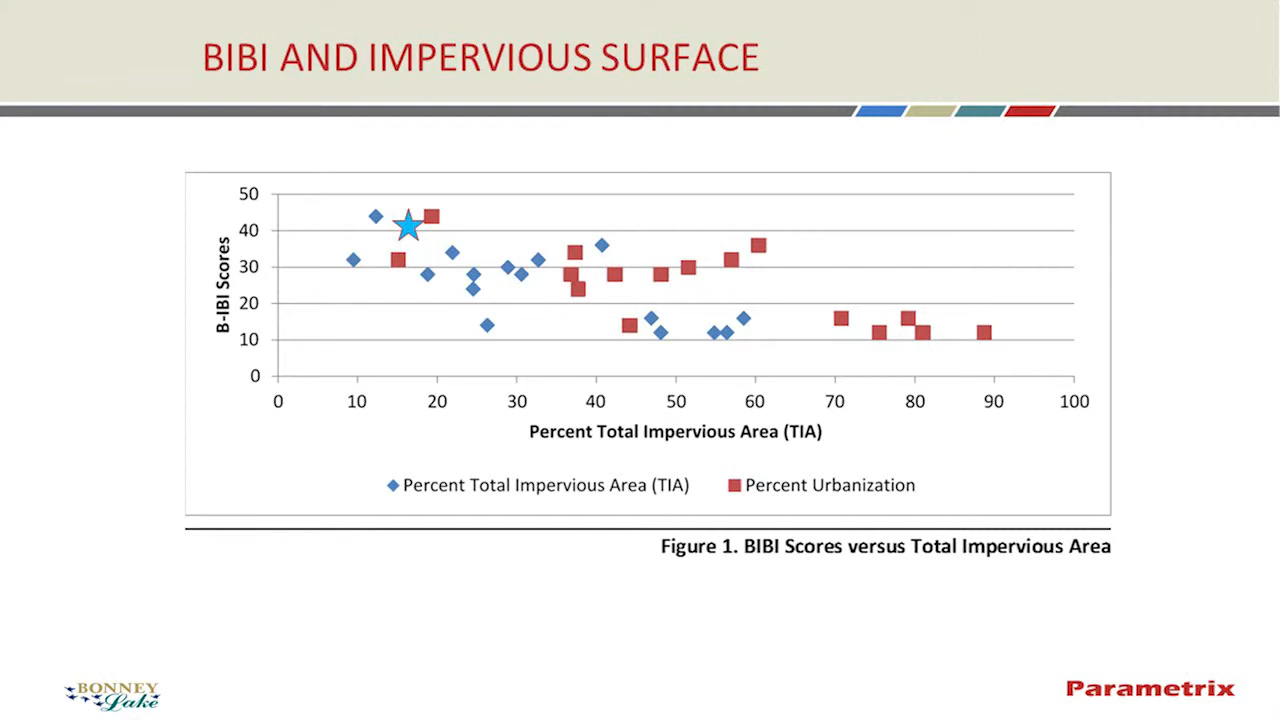 BIBI AND IMPERVIOUS SURFACE
50
40
30
20
10
0
B-IBI Scores
0 10 20 30 40 50 60 70 80 90 100
Percent Total Impervious Area (TIA)
Percent Total Impervious Area (TIA) Percent Urbanization
Figure 1. BIBI Scores versus Total Impervious Area
BONNEY
Lake
Parametrix